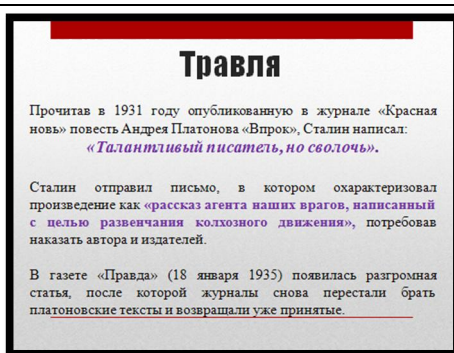 Травля
Прочитав в 1931 году опубликованную в журнале «Красная
новь» повесть Андрея Платонова «Впрок», Сталин написал:
«Талантливый писатель, но сволочь».
Сталин отправил письмо, в котором охарактеризовал
произведение как «рассказ агента наших врагов, написанный
с целью развенчания колхозного движения», потребовав
наказать автора и издателей.
В газете «Правда» (18 января 1935) появилась разгромная
статья, после которой журналы снова перестали брать
платоновские тексты и возвращали уже принятые.